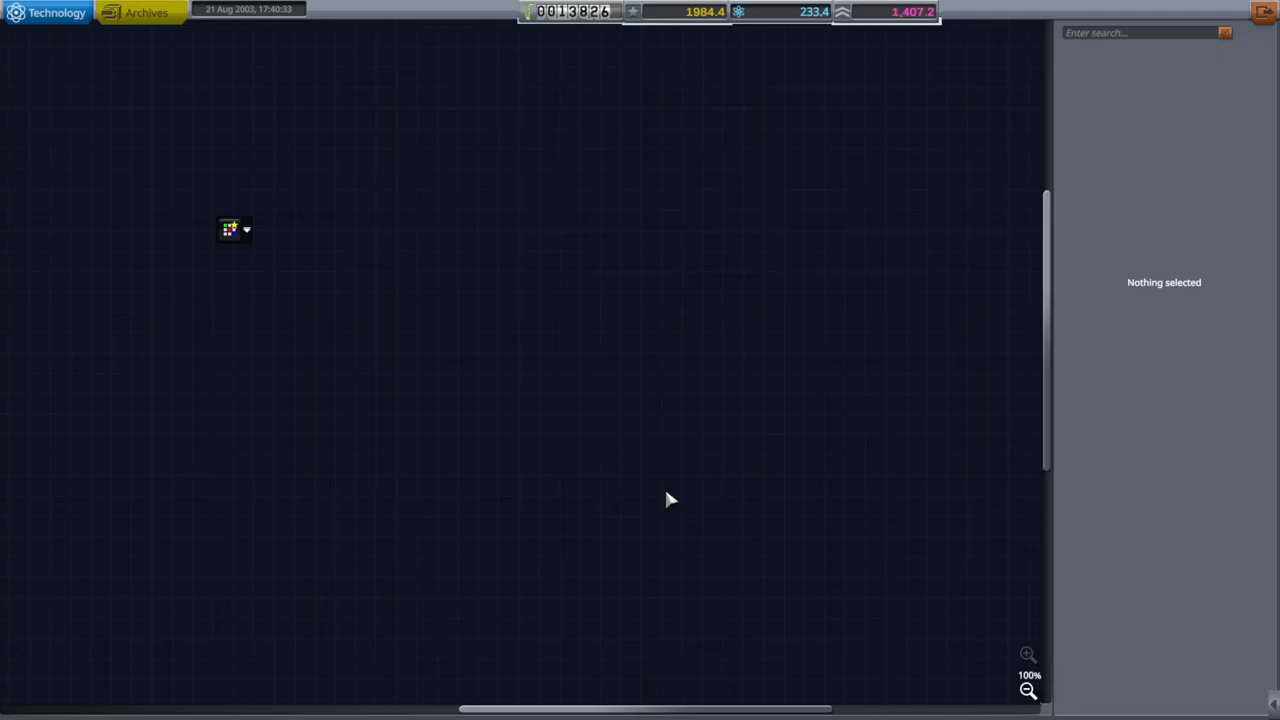 Technology
Archives
21 Aug 2003, 17:40:33
0013826
1984.4
233.4
1,407.2
Enter search...
Nothing selected
100%